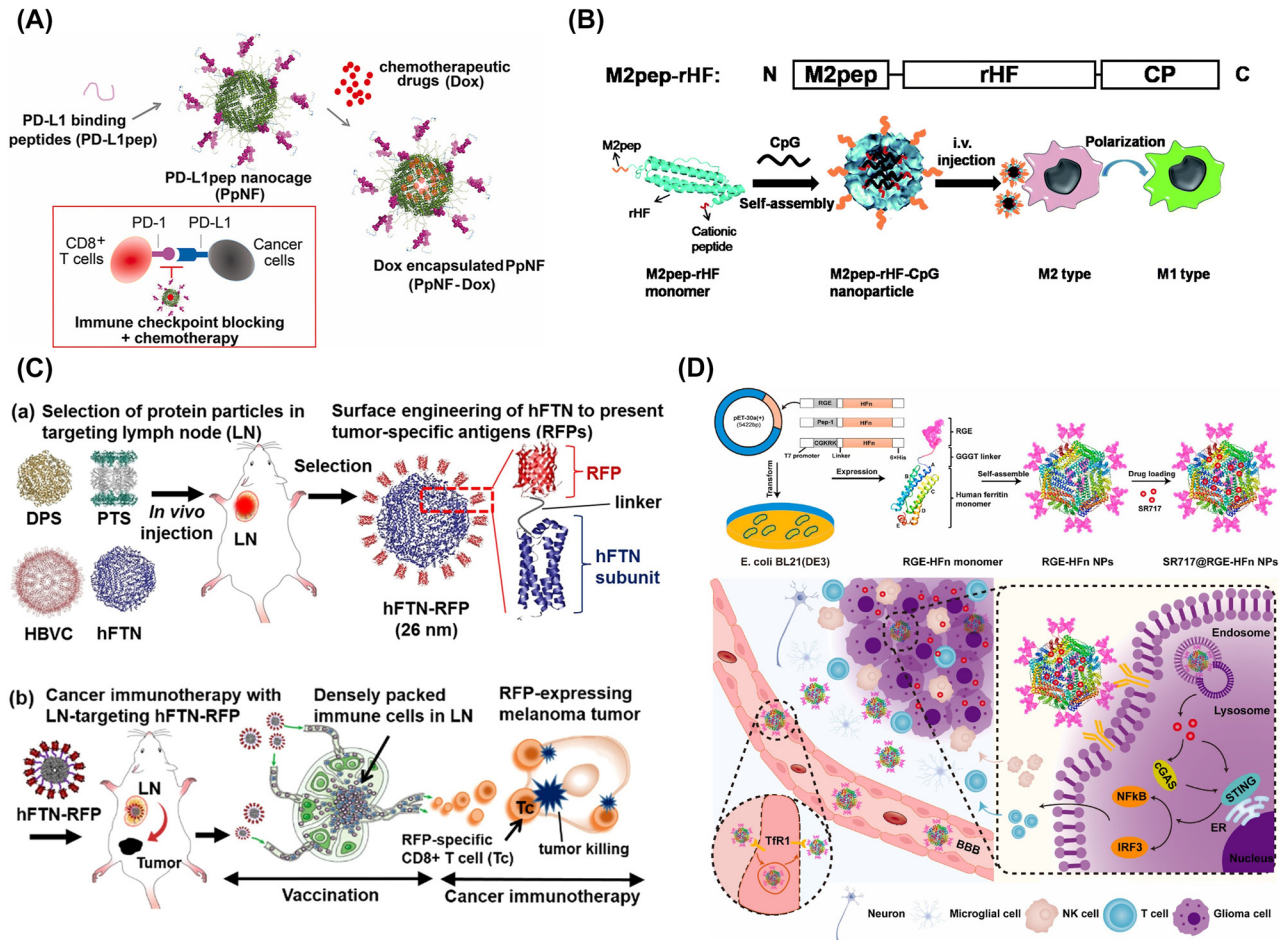 (A)
PD-L1 binding
peptides (PD-L1pep)
PD-L1pep nanocage
(PpNF)
chemotherapeutic
drugs (Dox)
Dox encapsulated PpNF
(PpNF-Dox)
PD-1
PD-L1
CD8+
T cells
Cancer
cells
Immune checkpoint blocking
+ chemotherapy
(B)
M2pep-rHF:
N
M2pep
rHF
CP
C
M2pep
rHF
Cationic
peptide
CpG
Self-assembly
i.v.
injection
Polarization
M2pep-rHF
monomer
M2pep-rHF-CpG
nanoparticle
M2 type
M1 type
(C)
(a)
Selection of protein particles in
targeting lymph node (LN)
DPS
PTS
HBVC
hFTN
In vivo
injection
LN
Selection
Surface engineering of hFTN to present
tumor-specific antigens (RFPs)
hFTN-RFP
(26 nm)
RFP
linker
hFTN
subunit
(b)
Cancer immunotherapy with
LN-targeting hFTN-RFP
hFTN-RFP
LN
Tumor
Densely packed
immune cells in LN
RFP-expressing
melanoma tumor
Tc
RFP-specific
CD8+ T cell (Tc)
tumor killing
Vaccination
Cancer immunotherapy
(D)
pET-30a(+)
(5422bp)
RGE
HFn
Pep-1
HFn
CGKRK
HFn
T7 promoter
Linker
6×His
Transform
Expression
E. coli BL21(DE3)
RGE
GGGT linker
Human ferritin
monomer
A
B
C
D
E
RGE-HFn monomer
Self-assemble
RGE-HFn NPs
Drug loading
SR717
SR717@RGE-HFn NPs
TfR1
BBB
Endosome
Lysosome
cGAS
STING
NFkB
IRF3
ER
Nucleus
Neuron
Microglial cell
NK cell
T cell
Glioma cell